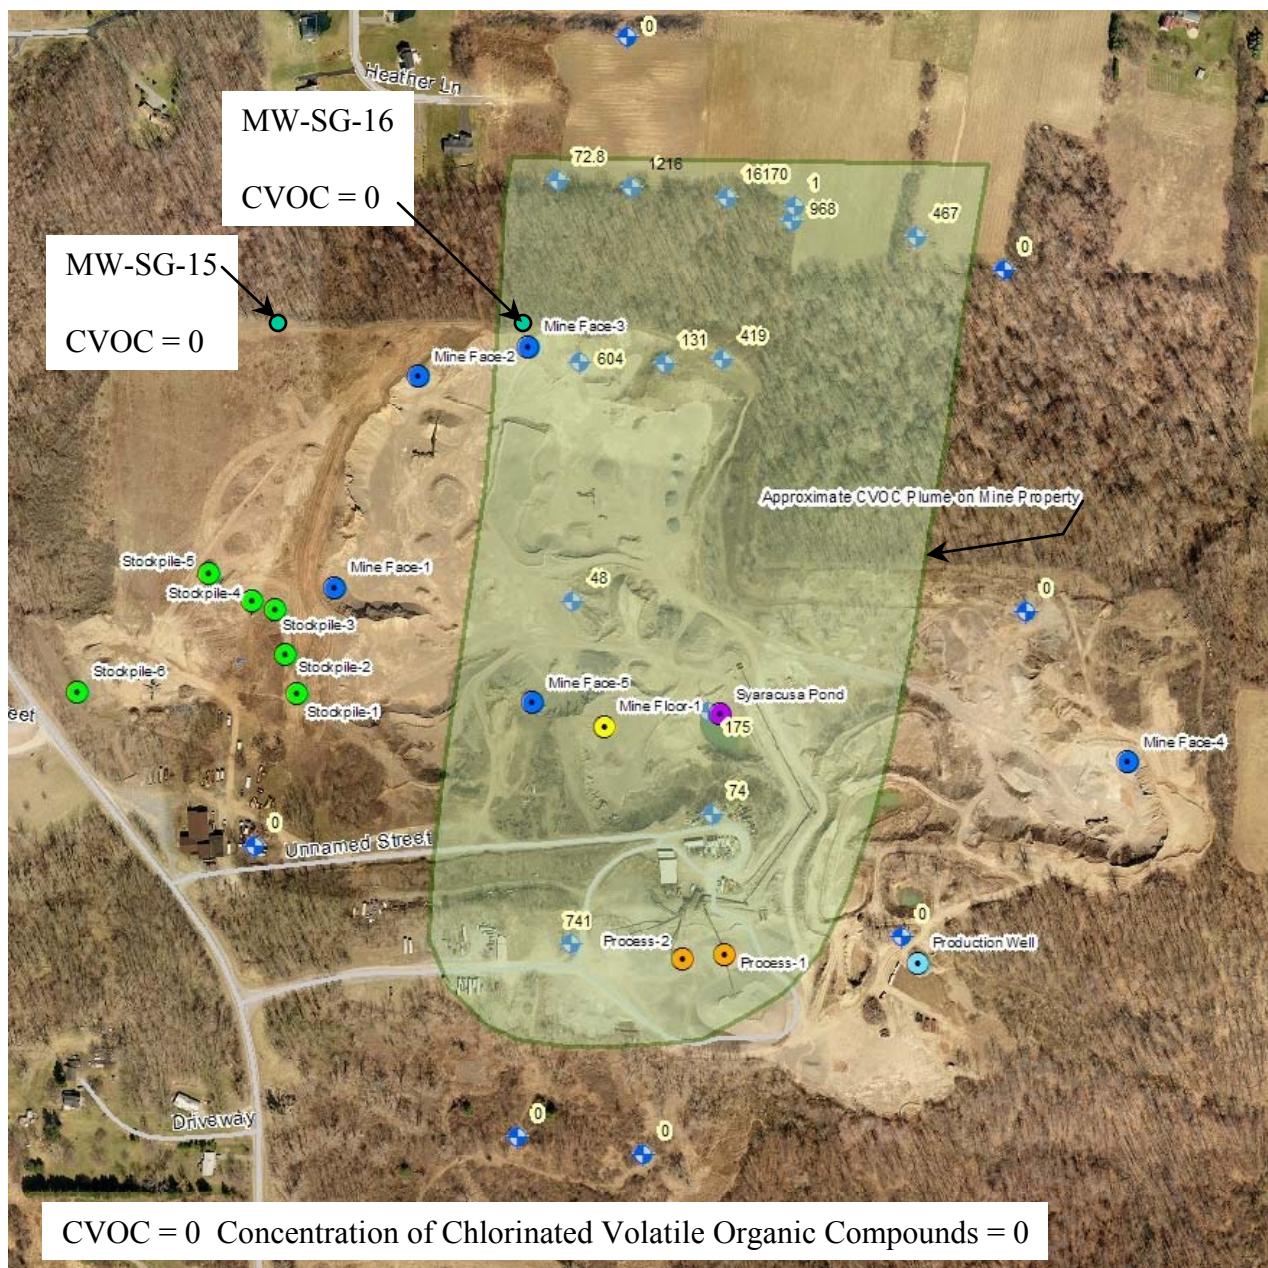 0
Heather Ln
MW-SG-16
CVOC = 0
72.8
1216
16170
1
968
467
0
MW-SG-15
CVOC = 0
Mine Face-3
Mine Face-2
604
131
419
Approximate CVOC Plume on Mine Property
Stockpile-5
Stockpile-4
Mine Face-1
48
0
Stockpile-3
Stockpile-2
Stockpile-6
Stockpile-1
Mine Face-5
Mine Floor-1
Syaracusa Pond
175
eet
Mine Face-4
74
0
Unnamed Street
741
Process-2
Process-1
0
Production Well
Driveway
0
0
CVOC = 0 Concentration of Chlorinated Volatile Organic Compounds = 0